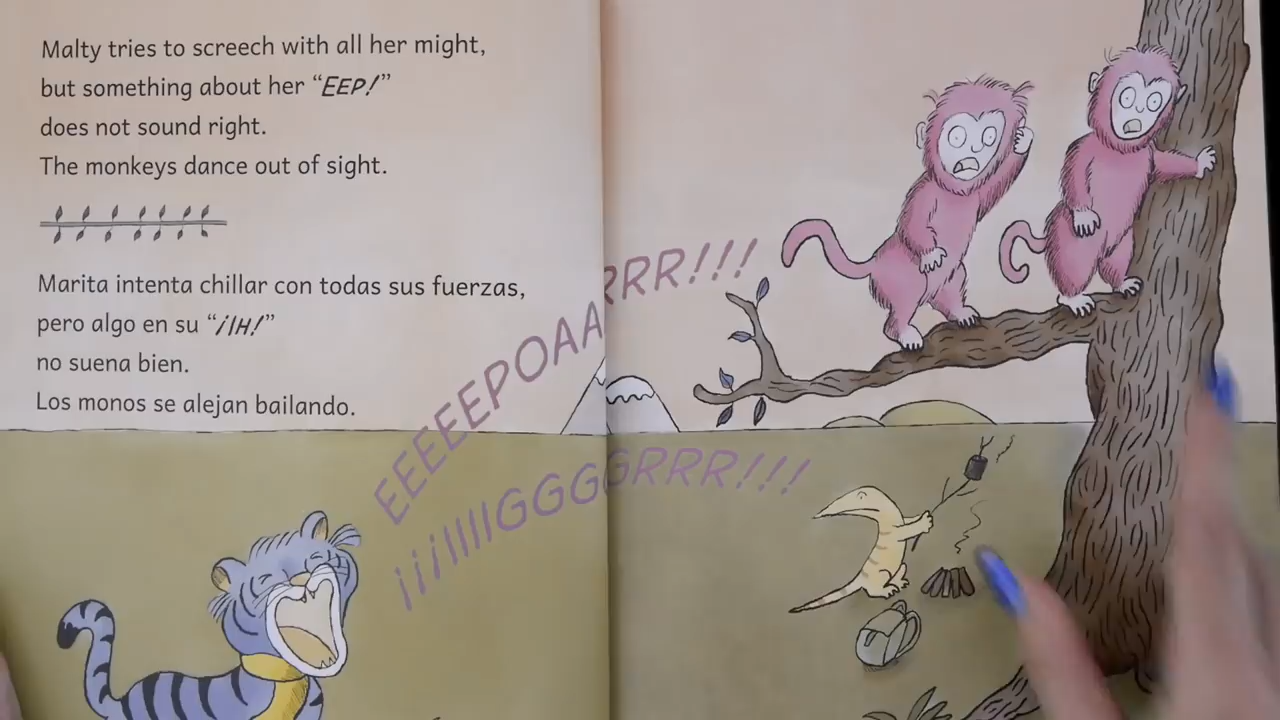 Malty tries to screech with all her might,
but something about her “EEP!”
does not sound right.
The monkeys dance out of sight.
Marita intenta chillar con todas sus fuerzas,
pero algo en su “¡IH!”
no suena bien.
Los monos se alejan bailando.
EEEEEPOAARRR!!!
¡¡¡IIIIGGGGRRR!!!